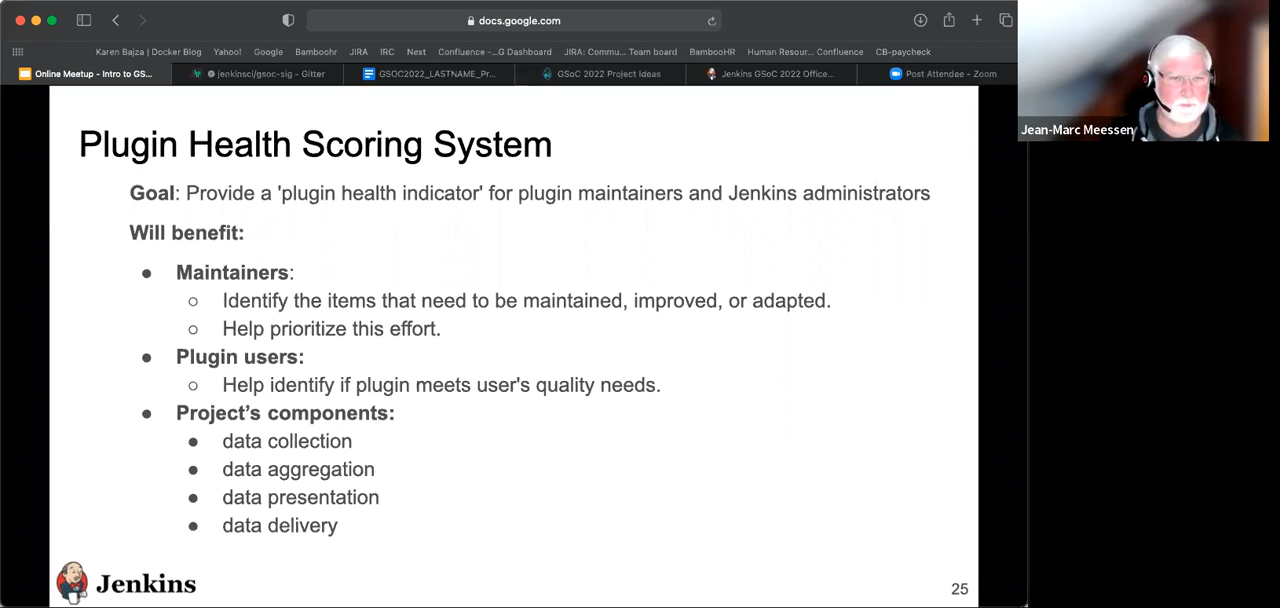 docs.google.com
Karen Bajza | Docker Blog Yahoo! Google Bamboohr JIRA IRC Next Confluence -...G Dashboard JIRA: Commu... Team board BambooHR Human Resour... Confluence CB-paycheck
Online Meetup - Intro to GS... jenkinsci/gsoc-sig - Gitter GSOC2022_LASTNAME_Pr... GSoC 2022 Project Ideas Jenkins GSoC 2022 Office... Post Attendee - Zoom
Jean-Marc Meessen
Plugin Health Scoring System
Goal: Provide a 'plugin health indicator' for plugin maintainers and Jenkins administrators
Will benefit:
● Maintainers:
○ Identify the items that need to be maintained, improved, or adapted.
○ Help prioritize this effort.
● Plugin users:
○ Help identify if plugin meets user's quality needs.
● Project's components:
● data collection
● data aggregation
● data presentation
● data delivery
Jenkins
25